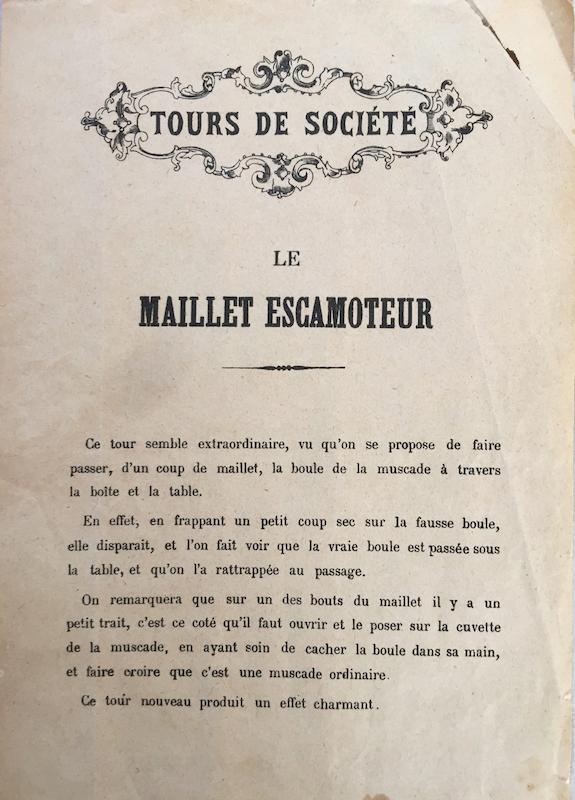 TOURS DE SOCIÉTÉ
LE
MAILLET ESCAMOTEUR
Ce tour semble extraordinaire, vu qu'on se propose de faire
passer, d'un coup de maillet, la boule de la muscade à travers
la boîte et la table.
En effet, en frappant un petit coup sec sur la fausse boule,
elle disparait, et l'on fait voir que la vraie boule est passée sous
la table, et qu'on l'a rattrappée au passage.
On remarquera que sur un des bouts du maillet il y a un
petit trait, c'est ce coté qu'il faut ouvrir et le poser sur la cuvette
de la muscade, en ayant soin de cacher la boule dans sa main,
et faire croire que c'est une muscade ordinaire.
Ce tour nouveau produit un effet charmant.